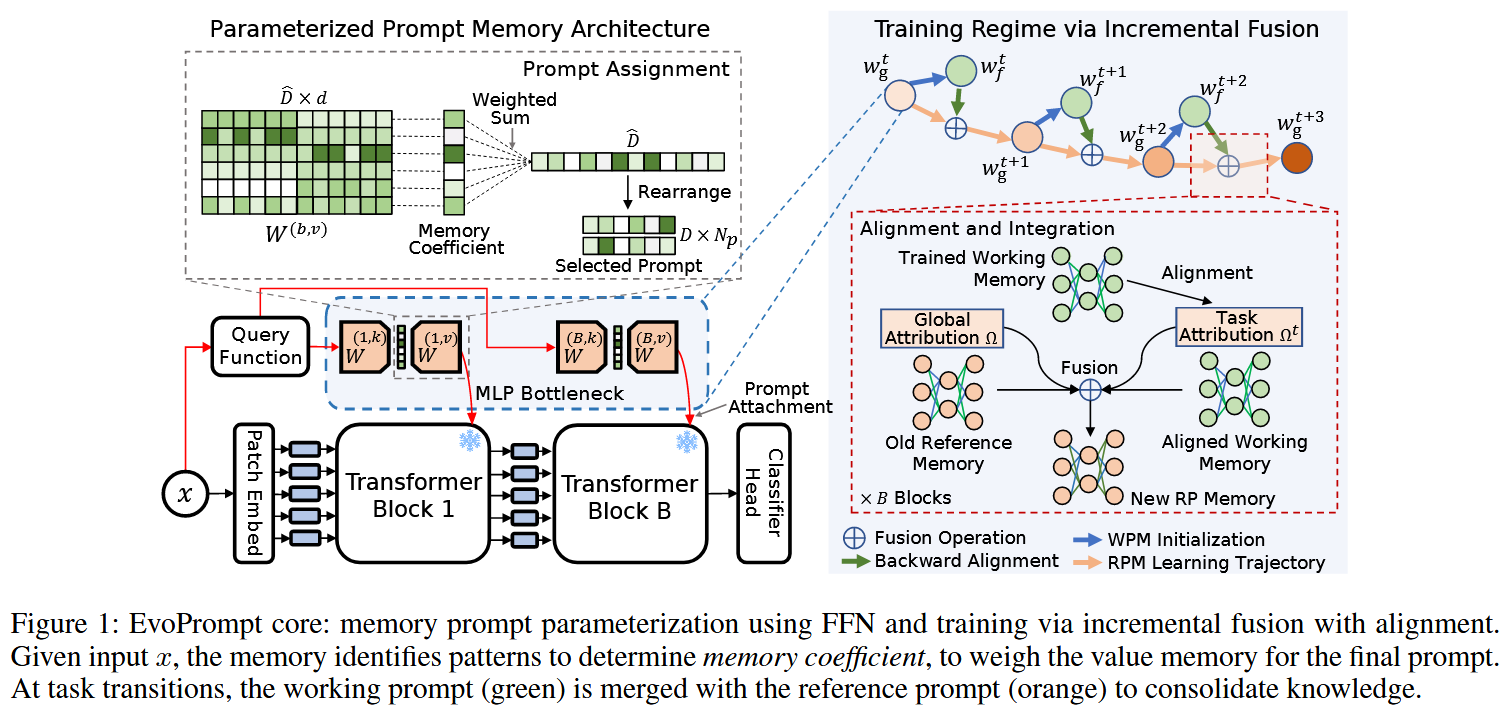 Parameterized Prompt Memory Architecture
Prompt Assignment
D̂ × d
Weighted
Sum
D̂
Rearrange
D × N_p
W^(b,v)
Memory
Coefficient
Selected Prompt
Query
Function
W^(1,k)
W^(1,v)
W^(B,k)
W^(B,v)
MLP Bottleneck
Prompt
Attachment
x
Patch Embed
Transformer
Block 1
Transformer
Block B
Classifier
Head
Training Regime via Incremental Fusion
w_g^t
w_f^t
w_g^{t+1}
w_f^{t+1}
w_g^{t+2}
w_f^{t+2}
w_g^{t+3}
Alignment and Integration
Trained Working
Memory
Alignment
Global
Attribution Ω
Task
Attribution Ω^t
Fusion
Old Reference
Memory
Aligned Working
Memory
× B Blocks
New RP Memory
Fusion Operation
WPM Initialization
Backward Alignment
RPM Learning Trajectory
Figure 1: EvoPrompt core: memory prompt parameterization using FFN and training via incremental fusion with alignment.
Given input x, the memory identifies patterns to determine memory coefficient, to weigh the value memory for the final prompt.
At task transitions, the working prompt (green) is merged with the reference prompt (orange) to consolidate knowledge.